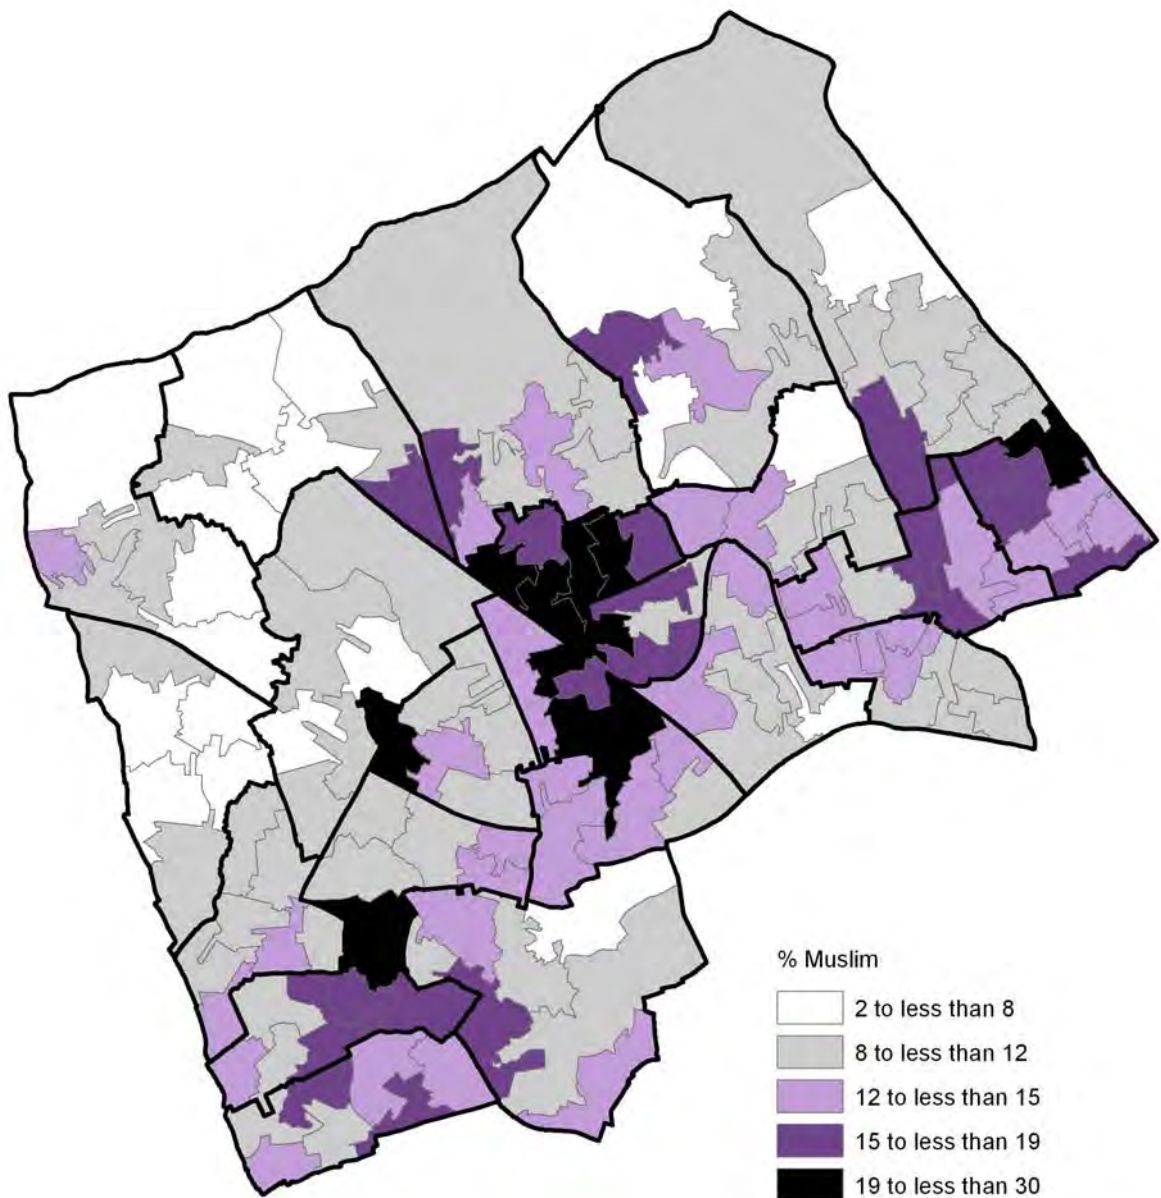 % Muslim
2 to less than 8
8 to less than 12
12 to less than 15
15 to less than 19
19 to less than 30